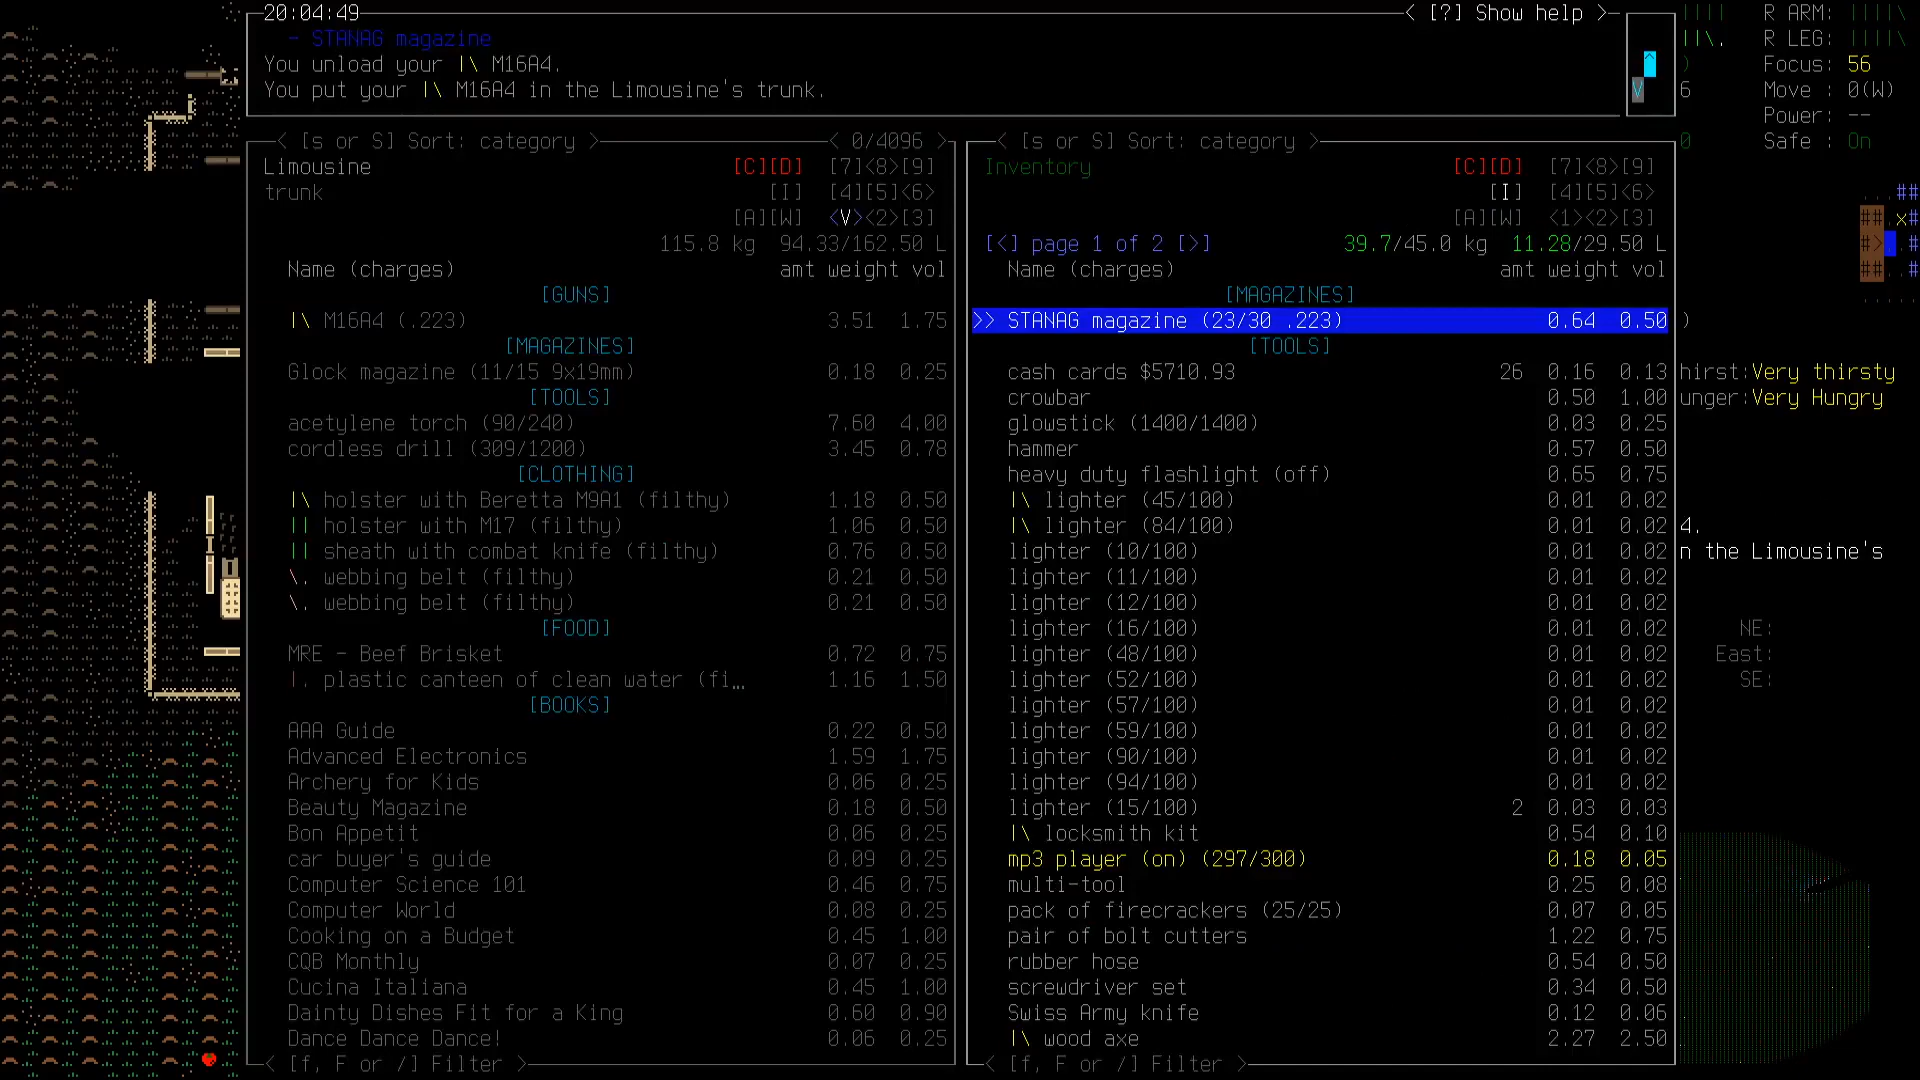 20:04:49 < [?] Show help >
- STANAG magazine
You unload your |\ M16A4.
You put your |\ M16A4 in the Limousine's trunk.
^
V
R ARM: ||||\
||\. R LEG: ||||\
) Focus: 56
6 Move : 0(W)
Power: --
0 Safe : On
< [s or S] Sort: category > < 0/4096 >
Limousine [C][D] [7]<8>[9]
trunk [I] [4][5]<6>
[A][W] <V><2>[3]
115.8 kg 94.33/162.50 L
Name (charges) amt weight vol
[GUNS]
|\ M16A4 (.223) 3.51 1.75
[MAGAZINES]
Glock magazine (11/15 9x19mm) 0.18 0.25
[TOOLS]
acetylene torch (90/240) 7.60 4.00
cordless drill (309/1200) 3.45 0.78
[CLOTHING]
|\ holster with Beretta M9A1 (filthy) 1.18 0.50
|| holster with M17 (filthy) 1.06 0.50
|| sheath with combat knife (filthy) 0.76 0.50
\. webbing belt (filthy) 0.21 0.50
\. webbing belt (filthy) 0.21 0.50
[FOOD]
MRE - Beef Brisket 0.72 0.75
|. plastic canteen of clean water (fi… 1.16 1.50
[BOOKS]
AAA Guide 0.22 0.50
Advanced Electronics 1.59 1.75
Archery for Kids 0.06 0.25
Beauty Magazine 0.18 0.50
Bon Appetit 0.06 0.25
car buyer's guide 0.09 0.25
Computer Science 101 0.46 0.75
Computer World 0.08 0.25
Cooking on a Budget 0.45 1.00
CQB Monthly 0.07 0.25
Cucina Italiana 0.45 1.00
Dainty Dishes Fit for a King 0.60 0.90
Dance Dance Dance! 0.06 0.25
< [f, F or /] Filter >
< [s or S] Sort: category >
Inventory [C][D] [7]<8>[9]
[I] [4][5]<6>
[A][W] <1><2>[3]
[<] page 1 of 2 [>] 39.7/45.0 kg 11.28/29.50 L
Name (charges) amt weight vol
[MAGAZINES]
>> STANAG magazine (23/30 .223) 0.64 0.50
[TOOLS]
cash cards $5710.93 26 0.16 0.13
crowbar 0.50 1.00
glowstick (1400/1400) 0.03 0.25
hammer 0.57 0.50
heavy duty flashlight (off) 0.65 0.75
|\ lighter (45/100) 0.01 0.02
|\ lighter (84/100) 0.01 0.02
lighter (10/100) 0.01 0.02
lighter (11/100) 0.01 0.02
lighter (12/100) 0.01 0.02
lighter (16/100) 0.01 0.02
lighter (48/100) 0.01 0.02
lighter (52/100) 0.01 0.02
lighter (57/100) 0.01 0.02
lighter (59/100) 0.01 0.02
lighter (90/100) 0.01 0.02
lighter (94/100) 0.01 0.02
lighter (15/100) 2 0.03 0.03
|\ locksmith kit 0.54 0.10
mp3 player (on) (297/300) 0.18 0.05
multi-tool 0.25 0.08
pack of firecrackers (25/25) 0.07 0.05
pair of bolt cutters 1.22 0.75
rubber hose 0.54 0.50
screwdriver set 0.34 0.50
Swiss Army knife 0.12 0.06
|\ wood axe 2.27 2.50
< [f, F or /] Filter >
)
hirst:Very thirsty
unger:Very Hungry
4.
n the Limousine's
NE:
East:
SE: